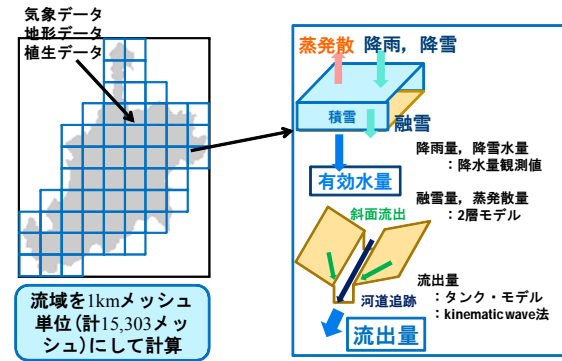 気象データ
地形データ
植生データ
流域を1kmメッシュ
単位（計15,303メッ
シュ）にして計算
蒸発散
降雨，降雪
積雪
融雪
有効水量
斜面流出
河道追跡
流出量
降雨量，降雪水量
：降水量観測値
融雪量，蒸発散量
：2層モデル
流出量
：タンク・モデル
：kinematic wave法